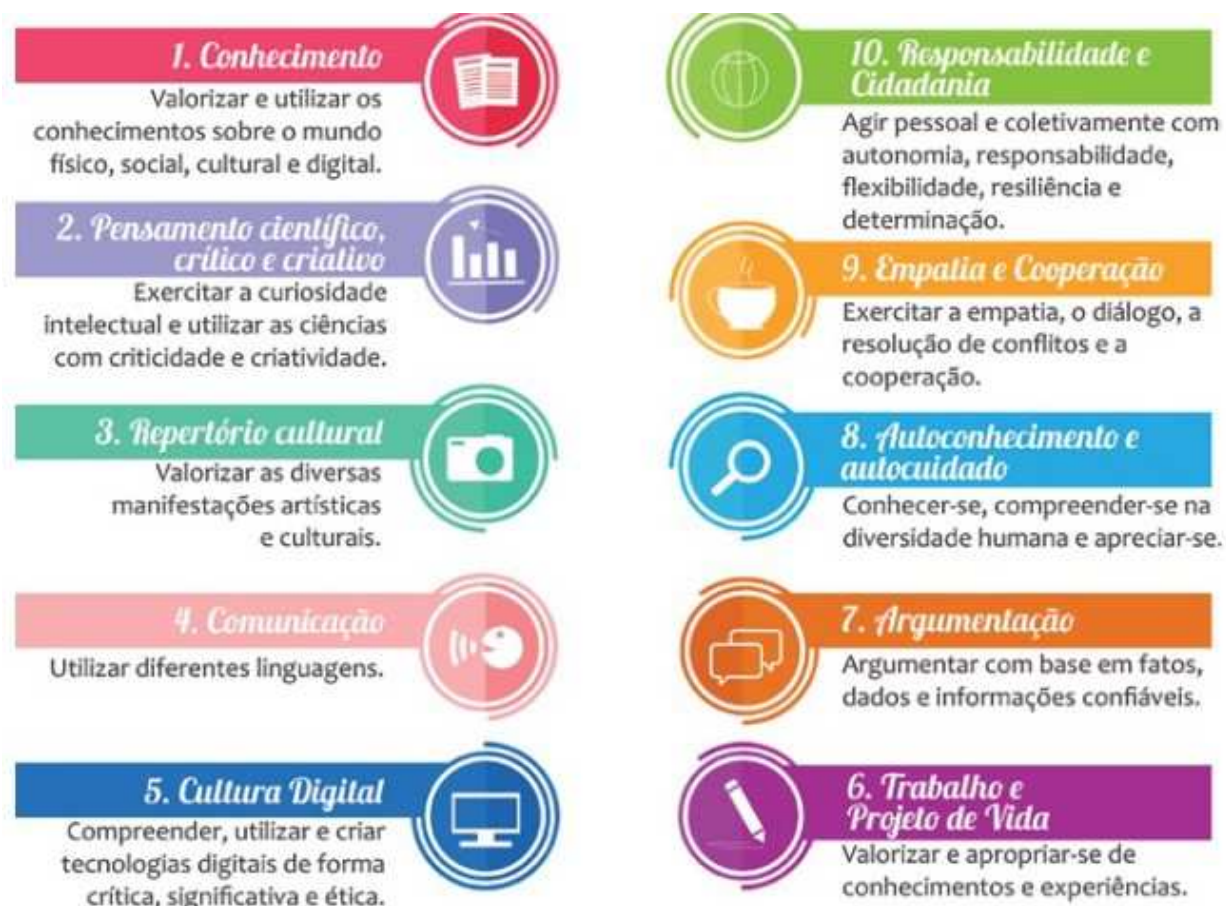 1. Conhecimento
Valorizar e utilizar os
conhecimentos sobre o mundo
físico, social, cultural e digital.
2. Pensamento científico,
crítico e criativo
Exercitar a curiosidade
intelectual e utilizar as ciências
com criticidade e criatividade.
3. Repertório cultural
Valorizar as diversas
manifestações artísticas
e culturais.
4. Comunicação
Utilizar diferentes linguagens.
5. Cultura Digital
Compreender, utilizar e criar
tecnologias digitais de forma
crítica, significativa e ética.
10. Responsabilidade e
Cidadania
Agir pessoal e coletivamente com
autonomia, responsabilidade,
flexibilidade, resiliência e
determinação.
9. Empatia e Cooperação
Exercitar a empatia, o diálogo, a
resolução de conflitos e a
cooperação.
8. Autoconhecimento e
autocuidado
Conhecer-se, compreender-se na
diversidade humana e apreciar-se.
7. Argumentação
Argumentar com base em fatos,
dados e informações confiáveis.
6. Trabalho e
Projeto de Vida
Valorizar e apropriar-se de
conhecimentos e experiências.